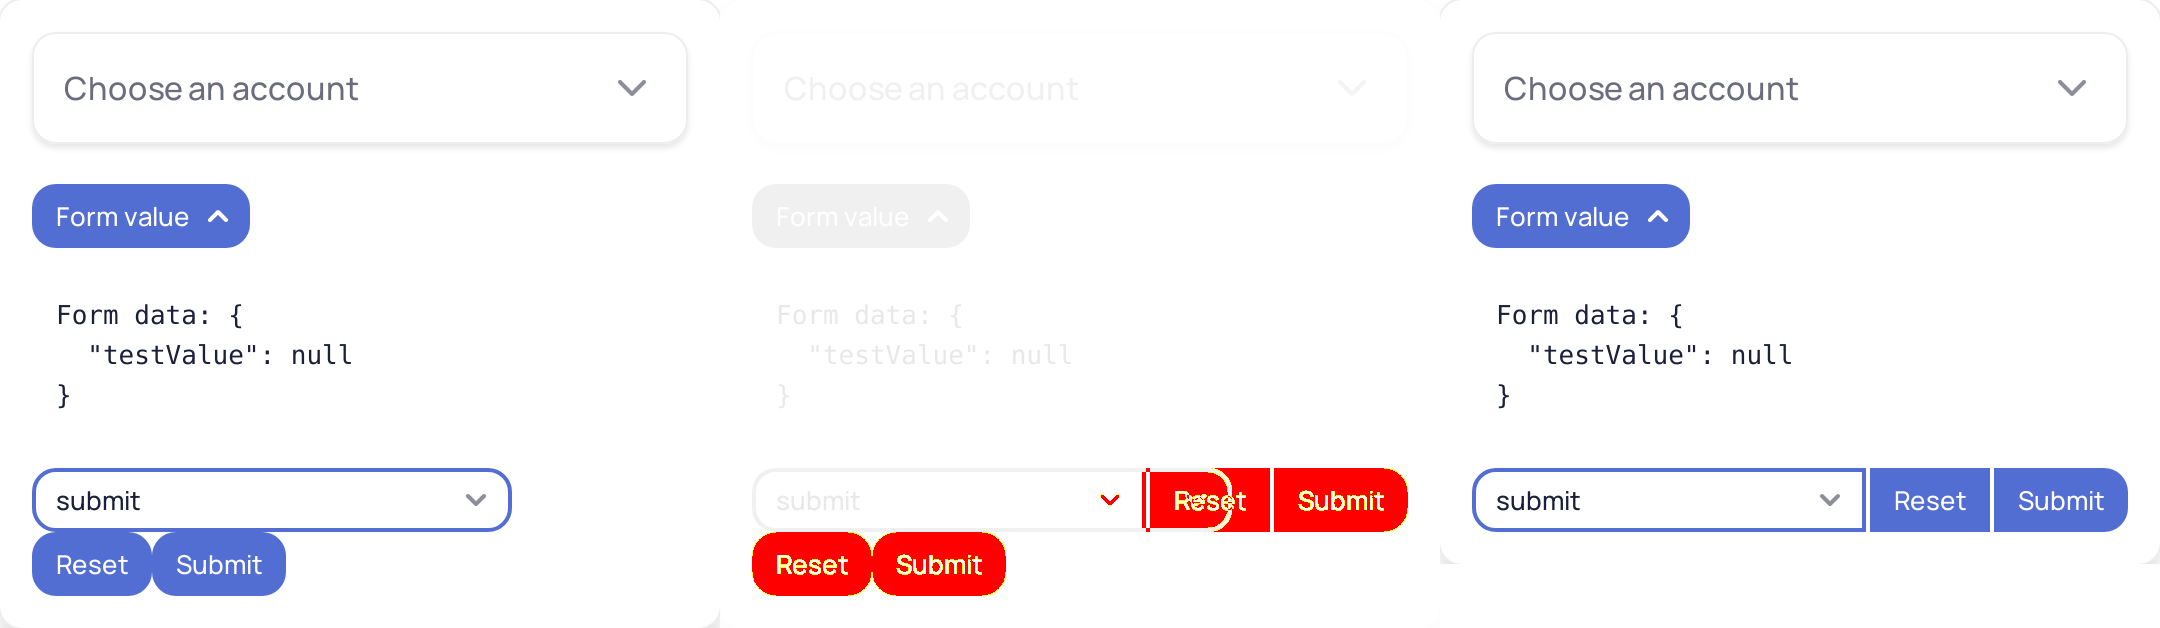 Choose an account
Form value
Form data: {
  "testValue": null
}
submit
Reset Submit
Choose an account
Form value
Form data: {
  "testValue": null
}
submit Reset Submit
Reset Submit
Choose an account
Form value
Form data: {
  "testValue": null
}
submit Reset Submit